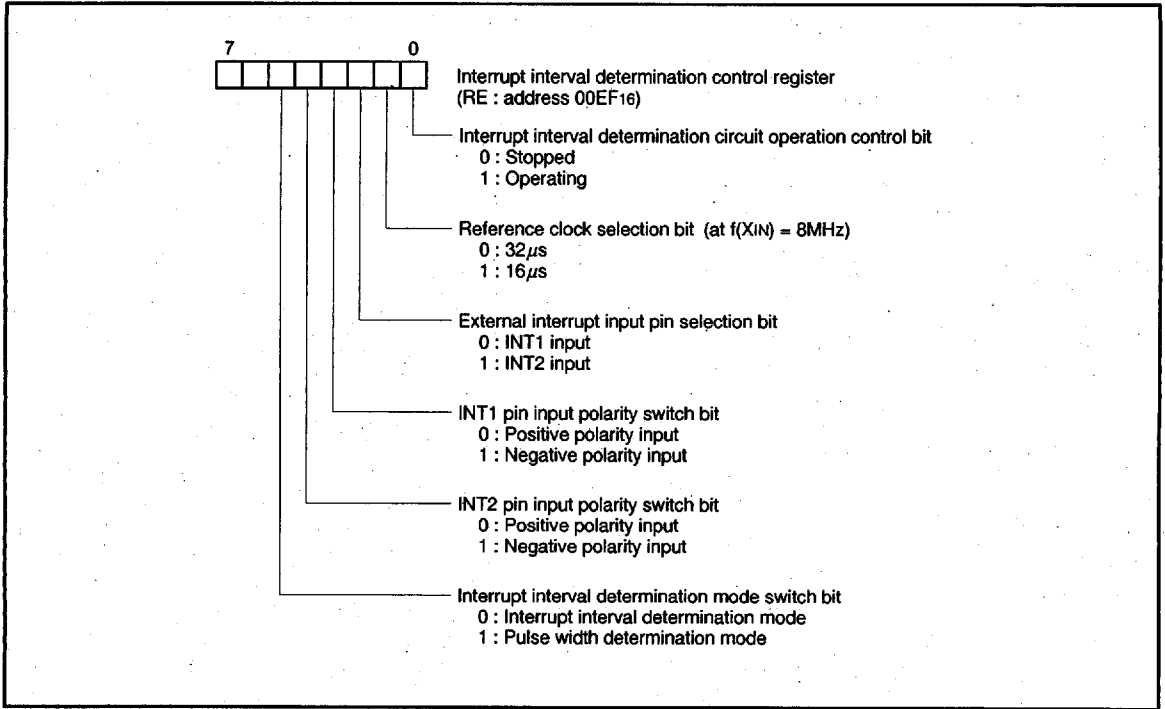 7 0
Interrupt interval determination control register
(RE : address 00EF16)
Interrupt interval determination circuit operation control bit
0 : Stopped
1 : Operating
Reference clock selection bit (at f(XIN) = 8MHz)
0 : 32μs
1 : 16μs
External interrupt input pin selection bit
0 : INT1 input
1 : INT2 input
INT1 pin input polarity switch bit
0 : Positive polarity input
1 : Negative polarity input
INT2 pin input polarity switch bit
0 : Positive polarity input
1 : Negative polarity input
Interrupt interval determination mode switch bit
0 : Interrupt interval determination mode
1 : Pulse width determination mode